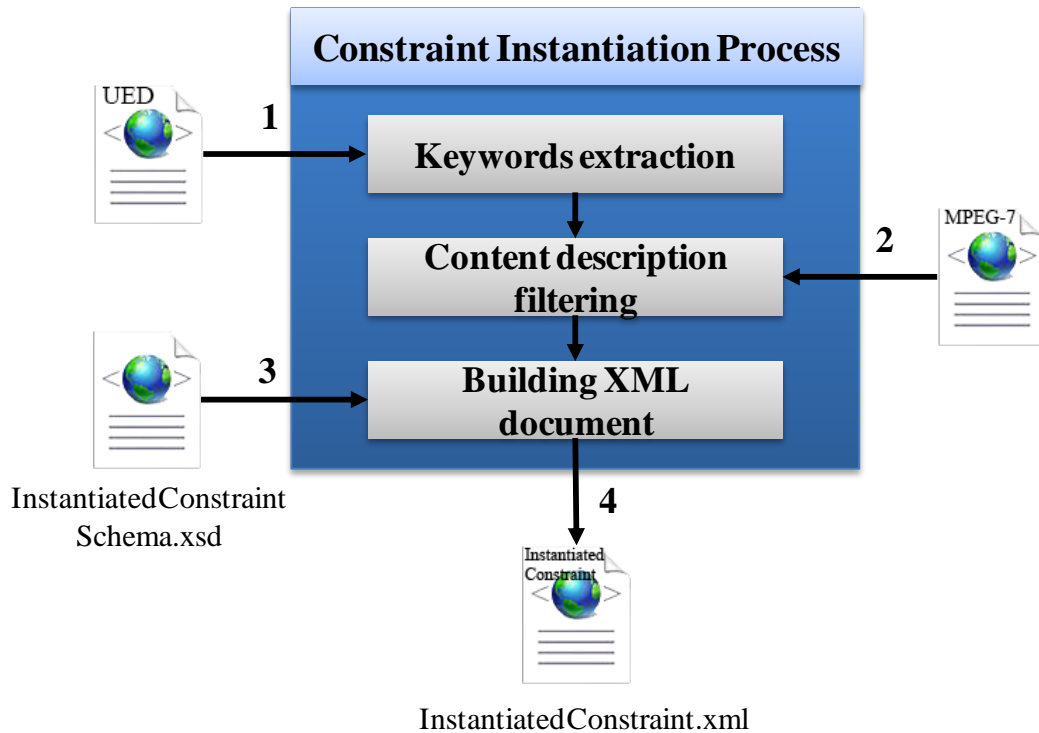 Constraint Instantiation Process
UED
1
Keywords extraction
MPEG-7
2
Content description
filtering
3
Building XML
document
InstantiatedConstraint
Schema.xsd
4
Instantiated
Constraint
InstantiatedConstraint.xml